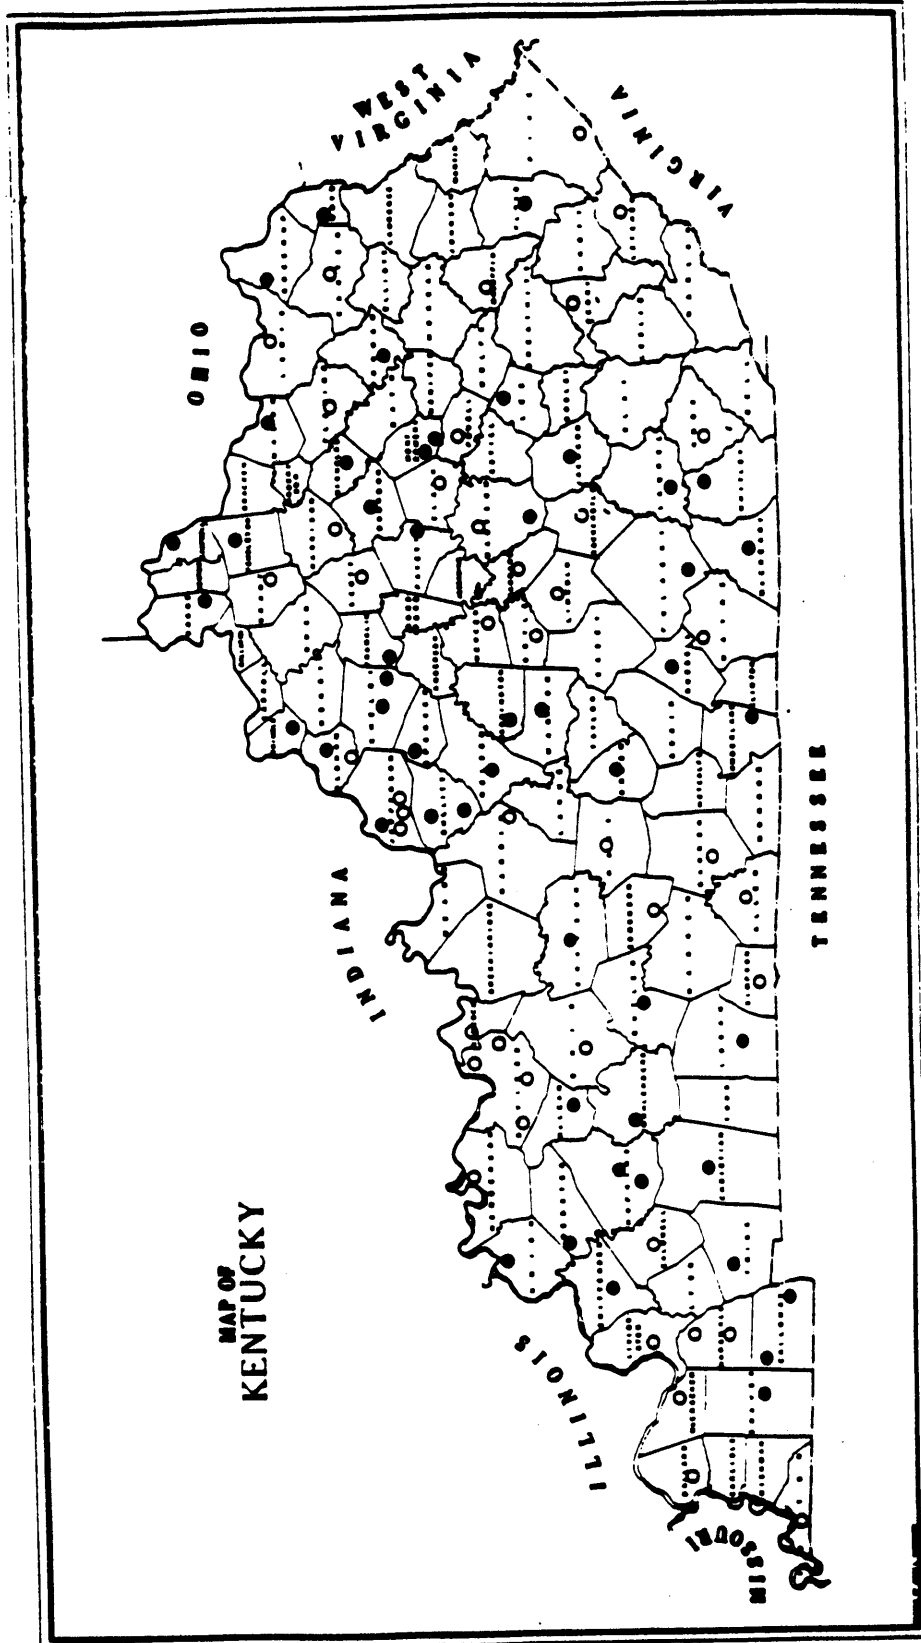 MAP OF
KENTUCKY
OHIO
WEST
VIRGINIA
VIRGINIA
INDIANA
ILLINOIS
MISSOURI
TENNESSEE